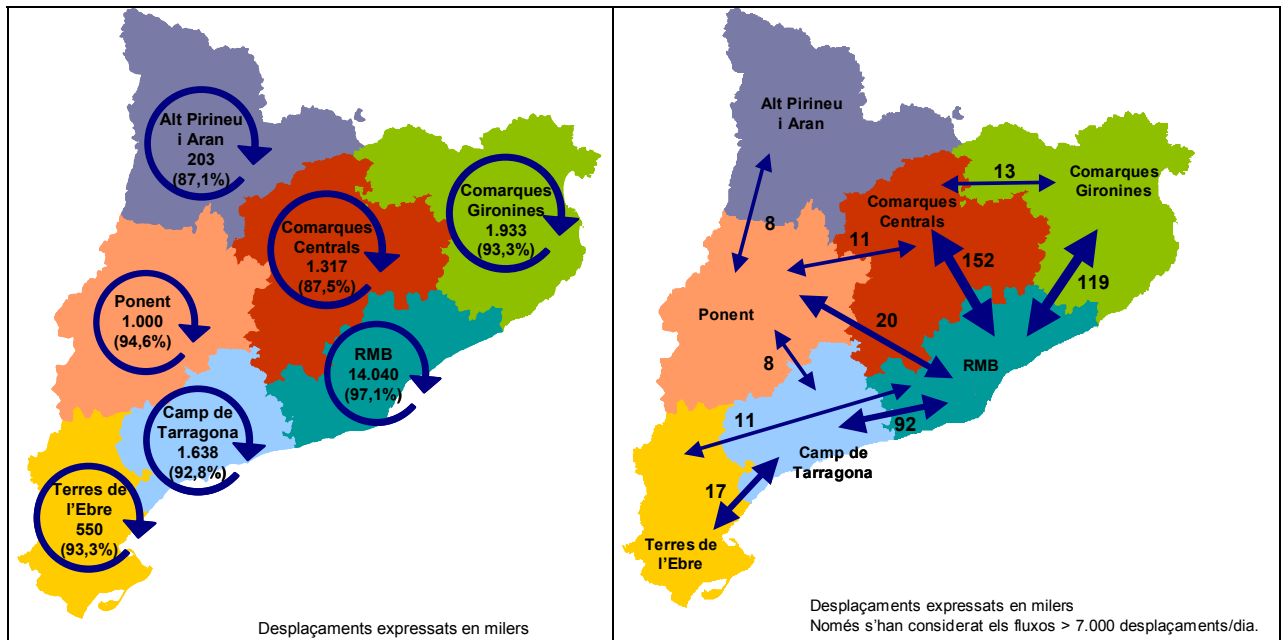 Alt Pirineu
i Aran
203
(87,1%)
Comarques
Gironines
1.933
(93,3%)
Comarques
Centrals
1.317
(87,5%)
Ponent
1.000
(94,6%)
RMB
14.040
(97,1%)
Camp de
Tarragona
1.638
(92,8%)
Terres de
l'Ebre
550
(93,3%)
Desplaçaments expressats en milers
Alt Pirineu
i Aran
13
Comarques
Gironines
Comarques
Centrals
8
11
152
119
Ponent
20
RMB
8
11
92
Camp de
Tarragona
17
Terres de
l'Ebre
Desplaçaments expressats en milers
Només s'han considerat els fluxos > 7.000 desplaçaments/dia.